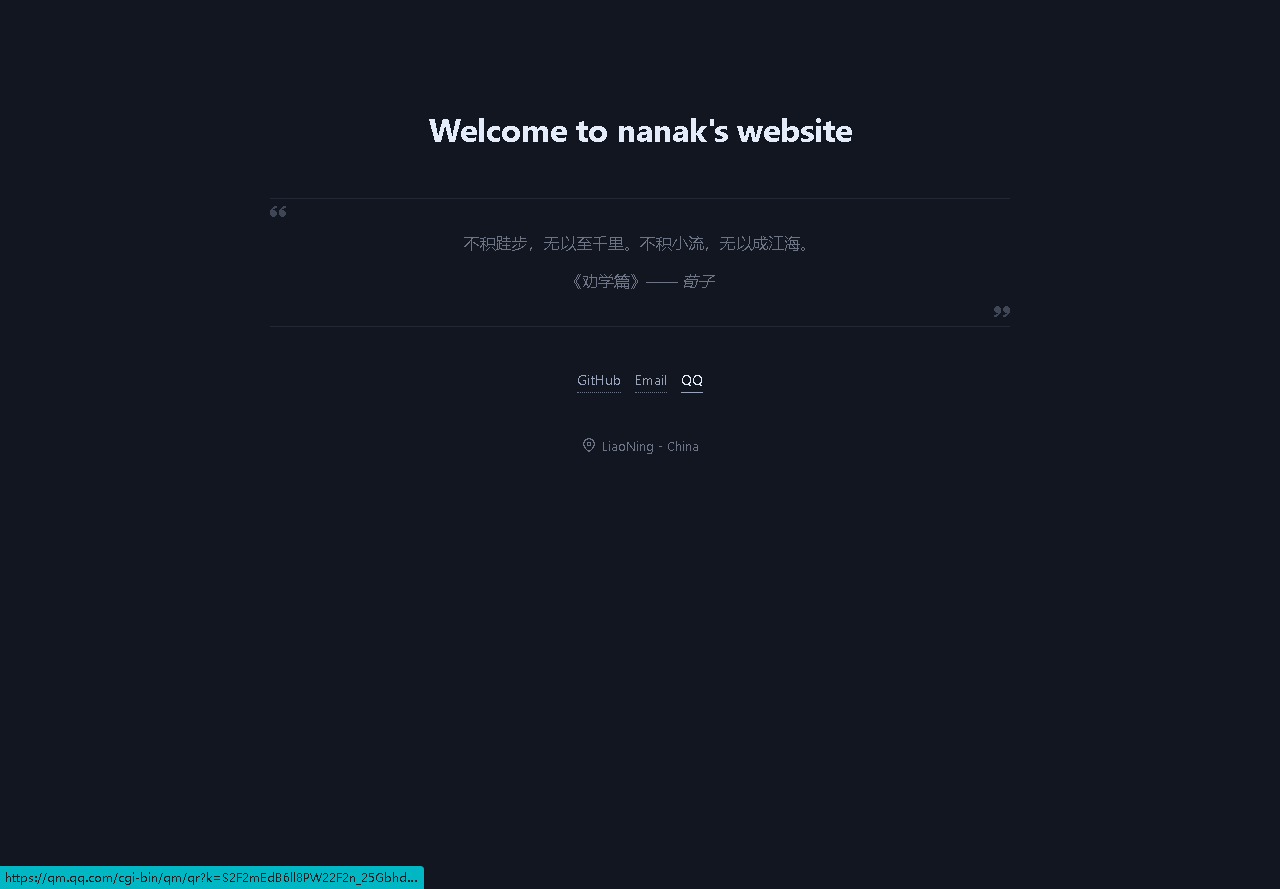 Welcome to nanak's website
“
不积跬步，无以至千里。不积小流，无以成江海。
《劝学篇》—— 荀子
”
GitHub Email QQ
LiaoNing - China
https://qm.qq.com/cgi-bin/qm/qr?k=S2F2mEdB6ll8PW22F2n_25Gbhd...